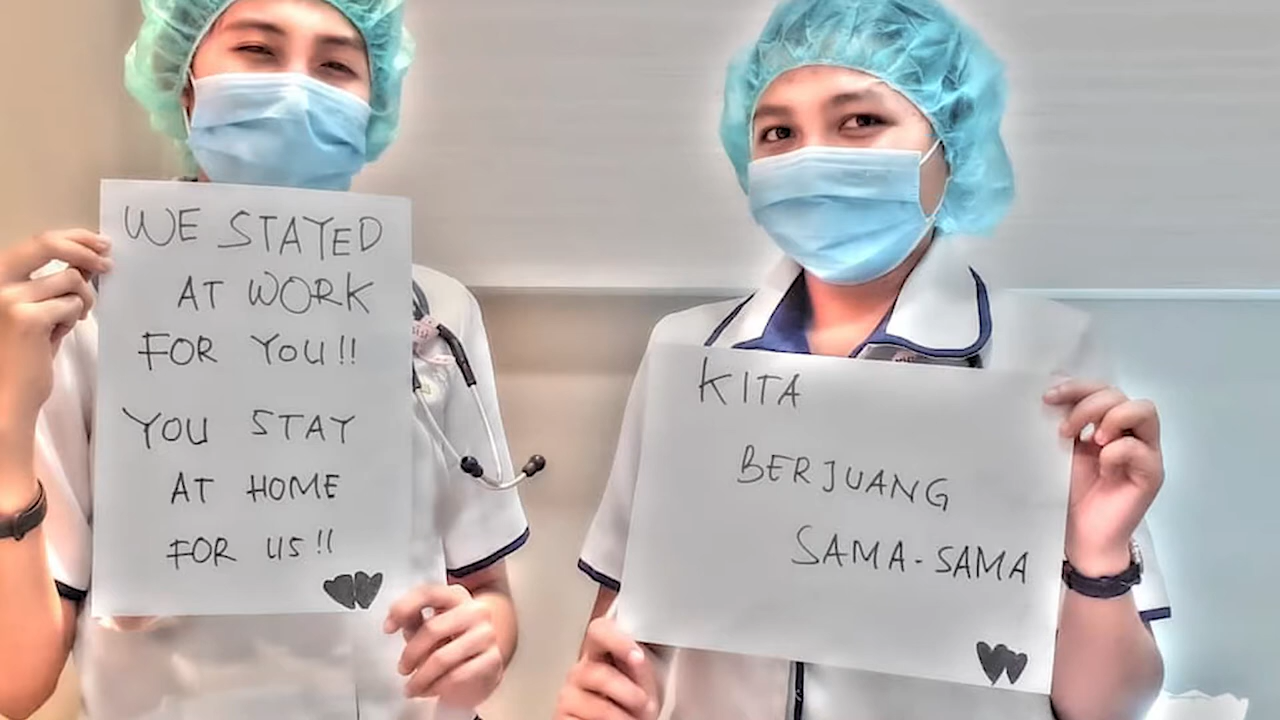 WE STAYED
AT WORK
FOR YOU!!
YOU STAY
AT HOME
FOR US!!
KITA
BERJUANG
SAMA-SAMA